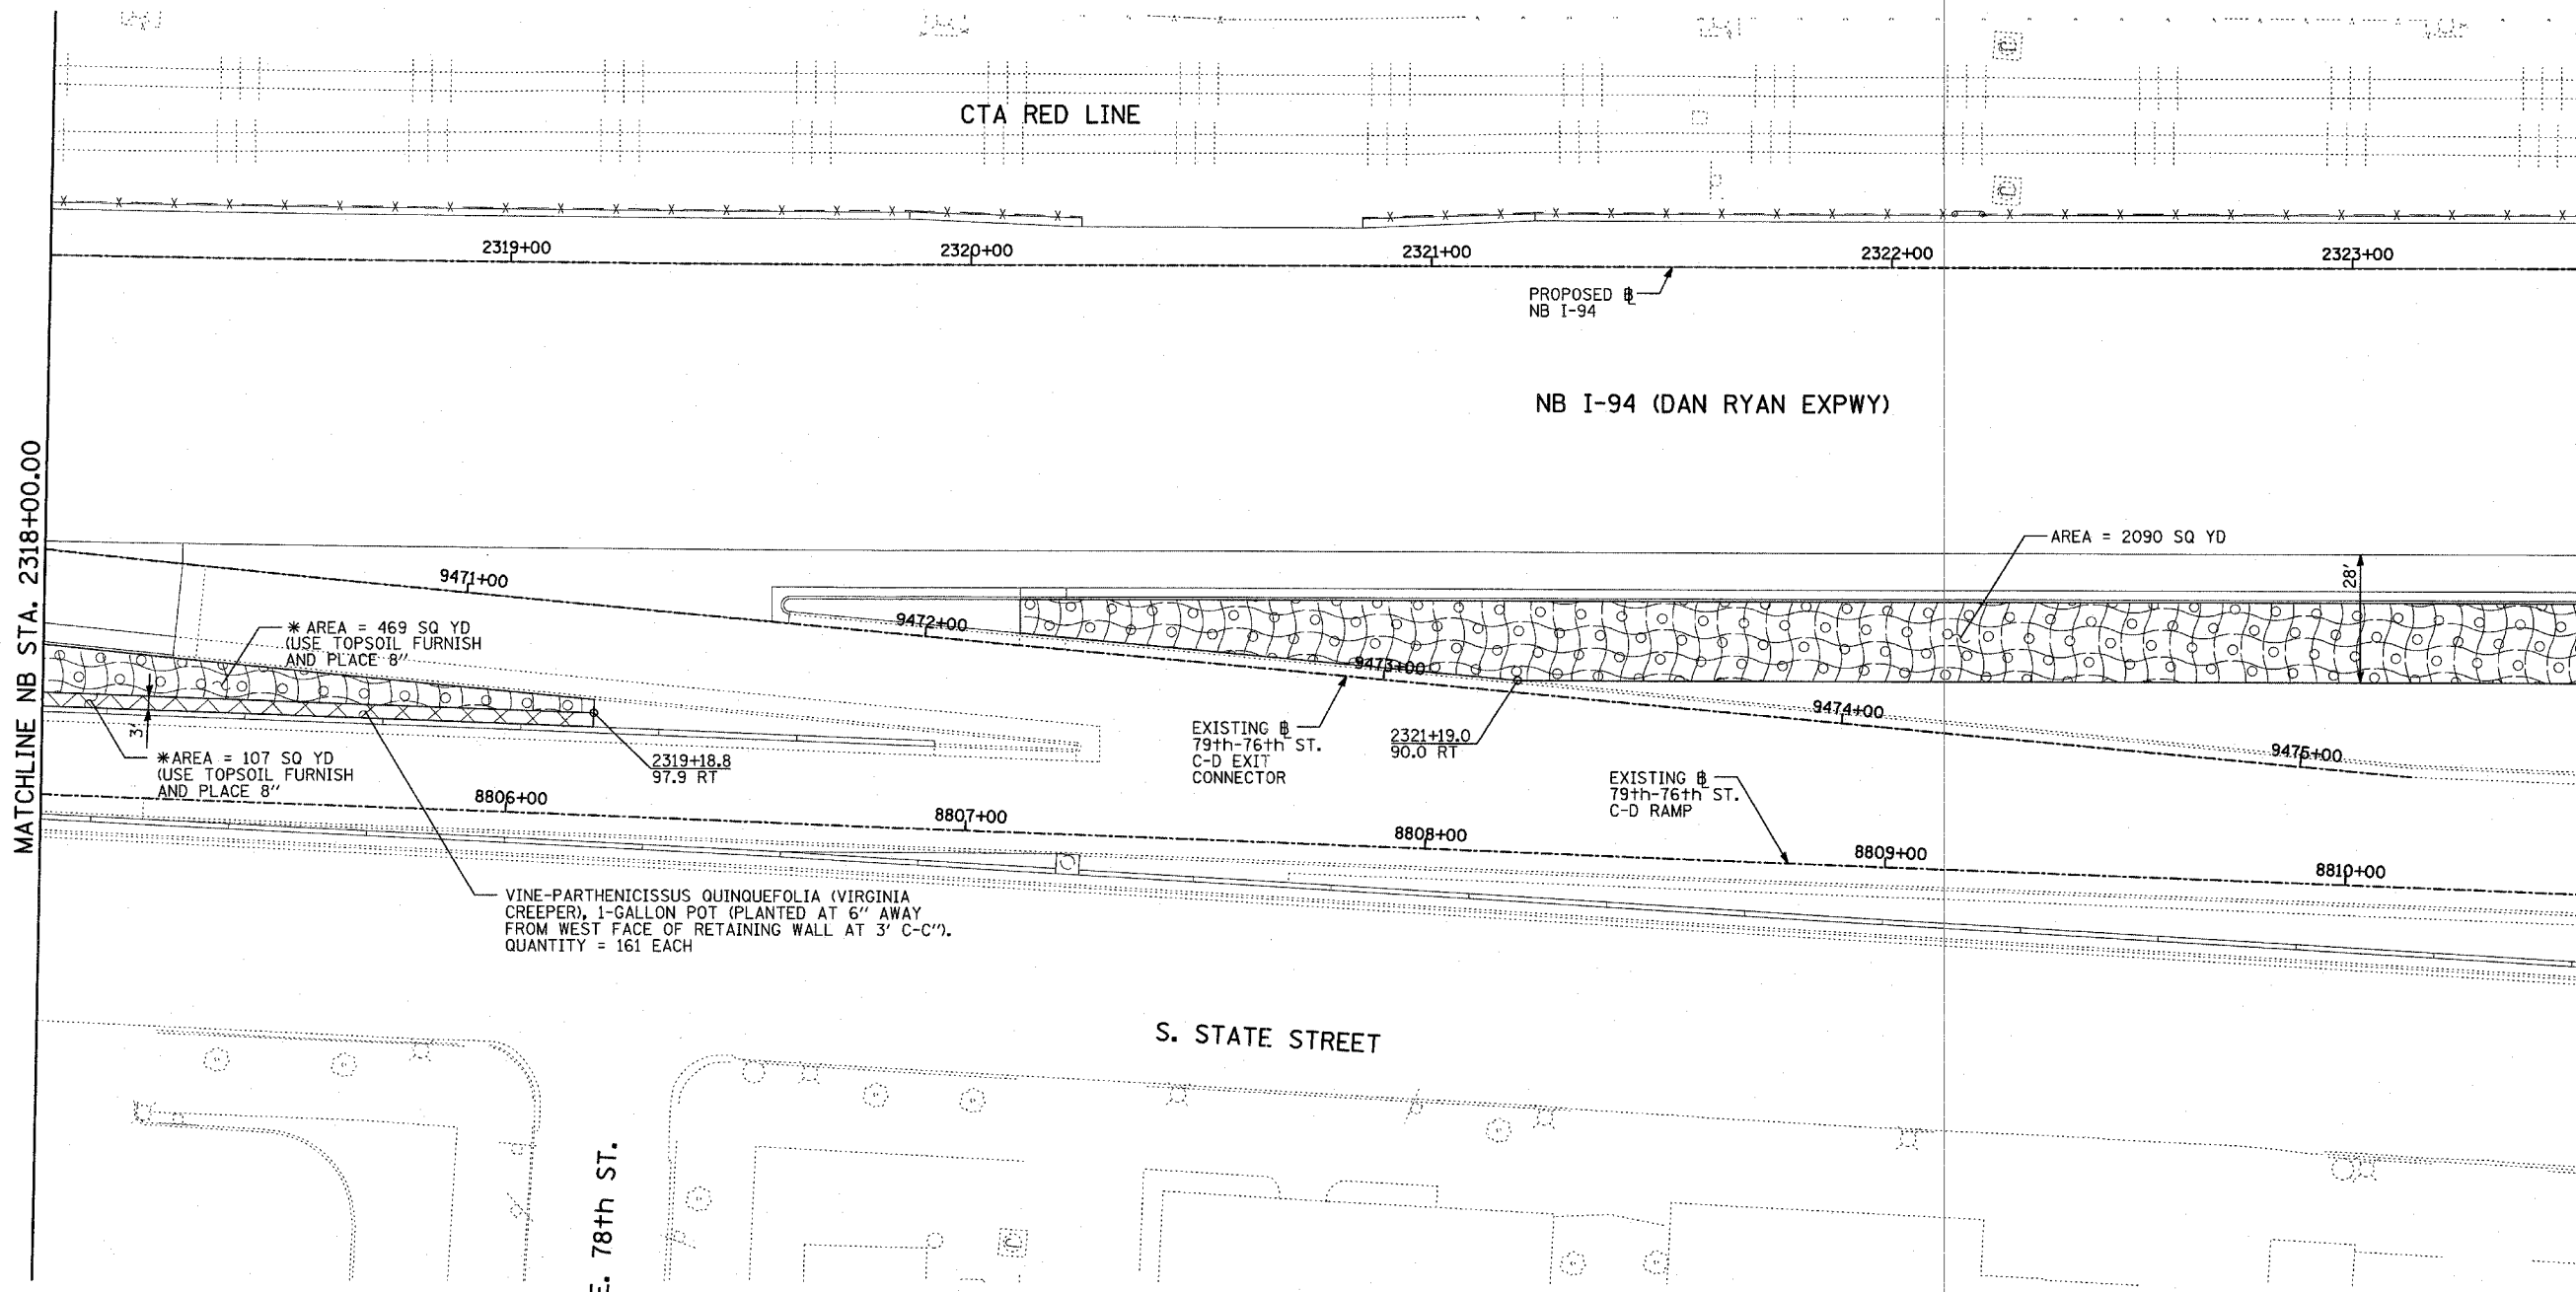 CTA RED LINE
2319+00
2320+00
2321+00
2322+00
2323+00
PROPOSED ℄
NB I-94
NB I-94 (DAN RYAN EXPWY)
MATCHLINE NB STA. 2318+00.00
AREA = 2090 SQ YD
28'
9471+00
9472+00
9473+00
9474+00
9475+00
* AREA = 469 SQ YD
(USE TOPSOIL FURNISH
AND PLACE 8"
3'
*AREA = 107 SQ YD
(USE TOPSOIL FURNISH
AND PLACE 8"
2319+18.8
97.9 RT
EXISTING ℄
79th-76th ST.
C-D EXIT
CONNECTOR
2321+19.0
90.0 RT
EXISTING ℄
79th-76th ST.
C-D RAMP
8806+00
8807+00
8808+00
8809+00
8810+00
VINE-PARTHENICISSUS QUINQUEFOLIA (VIRGINIA
CREEPER), 1-GALLON POT (PLANTED AT 6" AWAY
FROM WEST FACE OF RETAINING WALL AT 3' C-C").
QUANTITY = 161 EACH
S. STATE STREET
E. 78th ST.